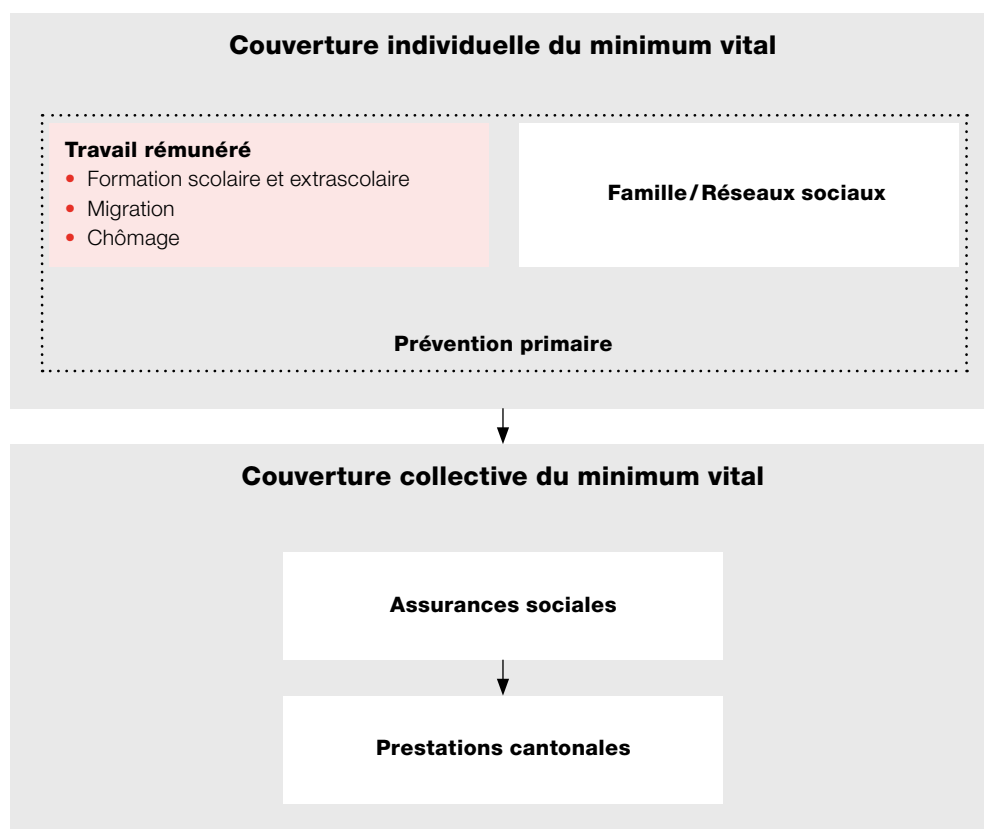 Couverture individuelle du minimum vital
Travail rémunéré
• Formation scolaire et extrascolaire
• Migration
• Chômage
Famille/Réseaux sociaux
Prévention primaire
Couverture collective du minimum vital
Assurances sociales
Prestations cantonales